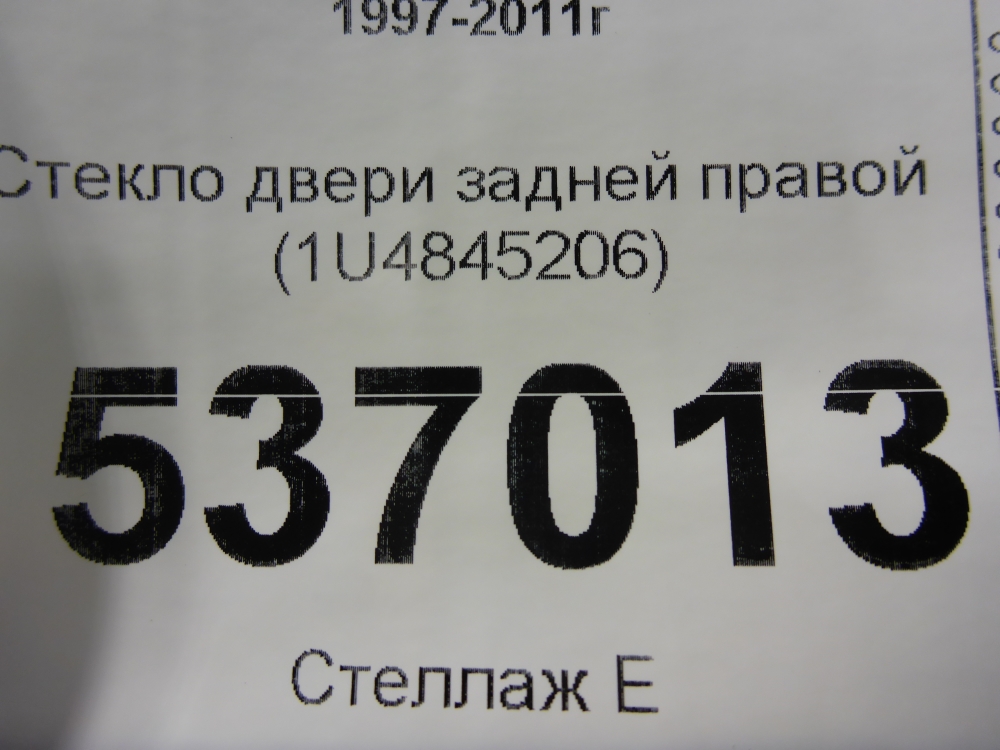 1997-2011г
Стекло двери задней правой
(1U4845206)
537013
Стеллаж Е